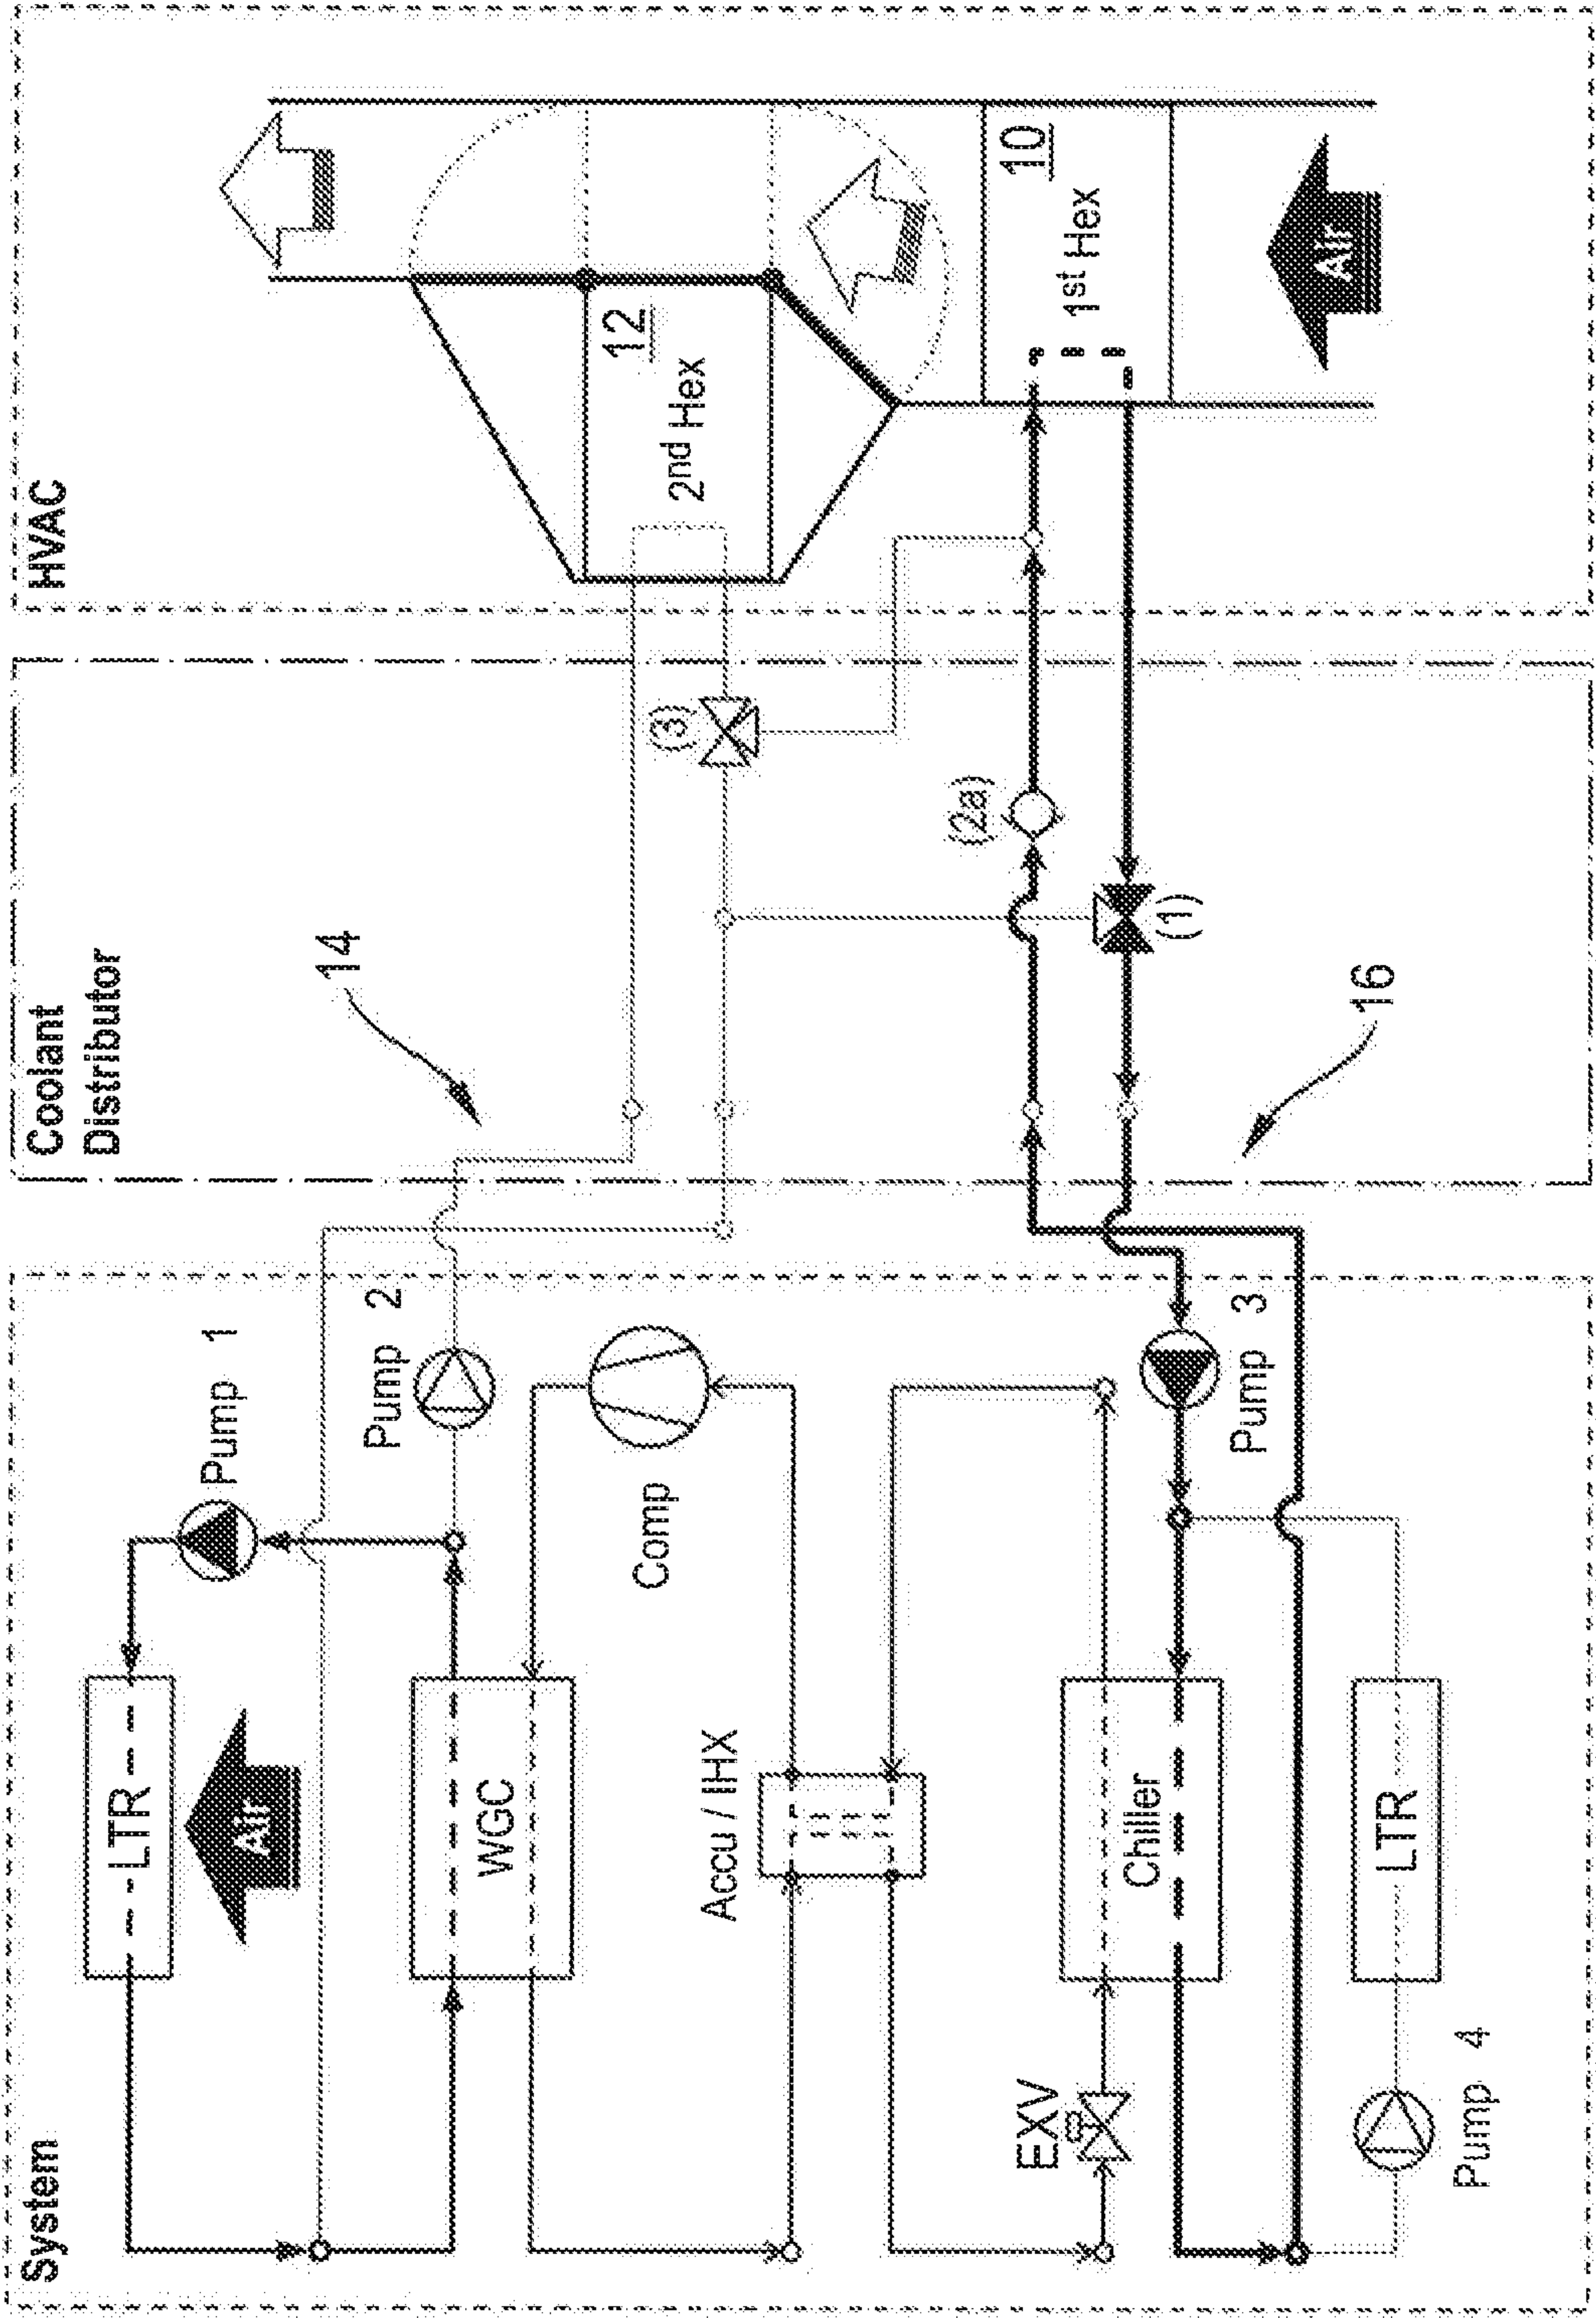 System
LTR
Air
Pump 1
WGC
Pump 2
Comp
Accu / IHX
EXV
Chiller
Pump 3
LTR
Pump 4
Coolant
Distributor
14
(3)
(2a)
(1)
16
HVAC
12
2nd Hex
10
1st Hex
Air